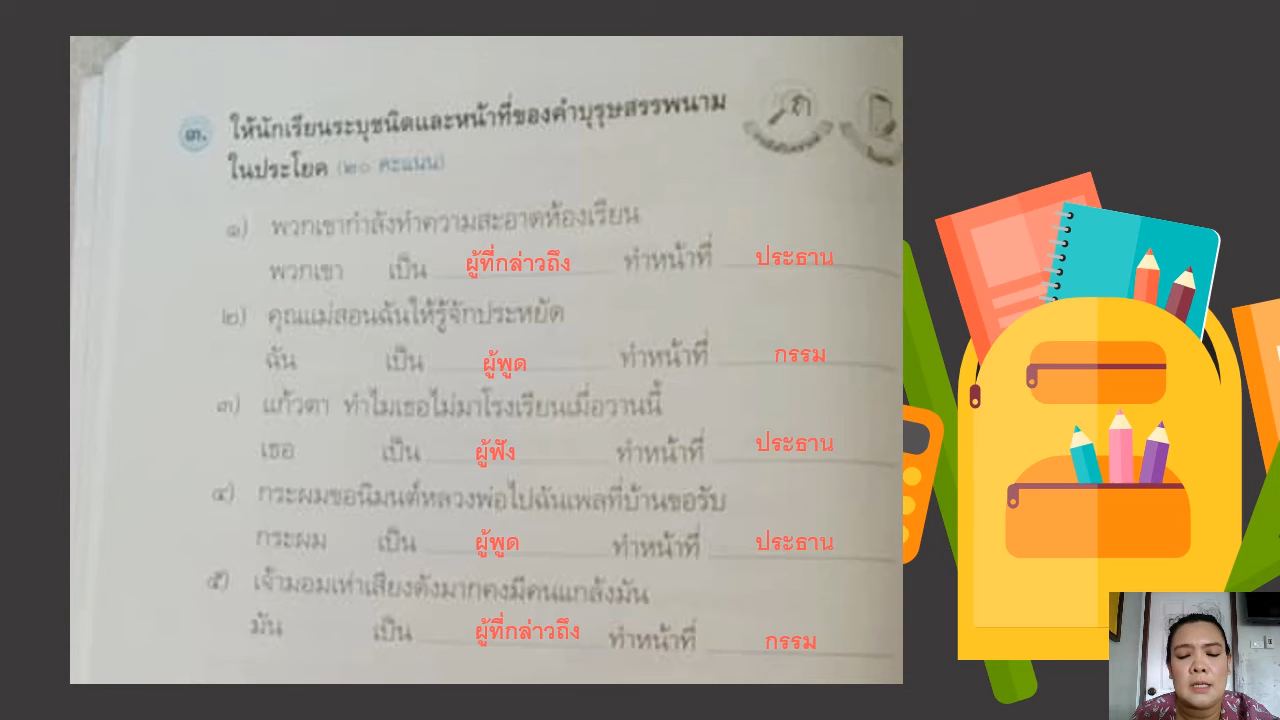 ๓. ให้นักเรียนระบุชนิดและหน้าที่ของคำบุรุษสรรพนาม
ในประโยค (๒๐ คะแนน)
๑) พวกเขากำลังทำความสะอาดห้องเรียน
พวกเขา เป็น ผู้ที่กล่าวถึง ทำหน้าที่ ประธาน
๒) คุณแม่สอนฉันให้รู้จักประหยัด
ฉัน เป็น ผู้พูด ทำหน้าที่ กรรม
๓) แก้วตา ทำไมเธอไม่มาโรงเรียนเมื่อวานนี้
เธอ เป็น ผู้ฟัง ทำหน้าที่ ประธาน
๔) กระผมขอนิมนต์หลวงพ่อไปฉันเพลที่บ้านขอรับ
กระผม เป็น ผู้พูด ทำหน้าที่ ประธาน
๕) เจ้ามอมเห่าเสียงดังมากคงมีคนแกล้งมัน
มัน เป็น ผู้ที่กล่าวถึง ทำหน้าที่ กรรม